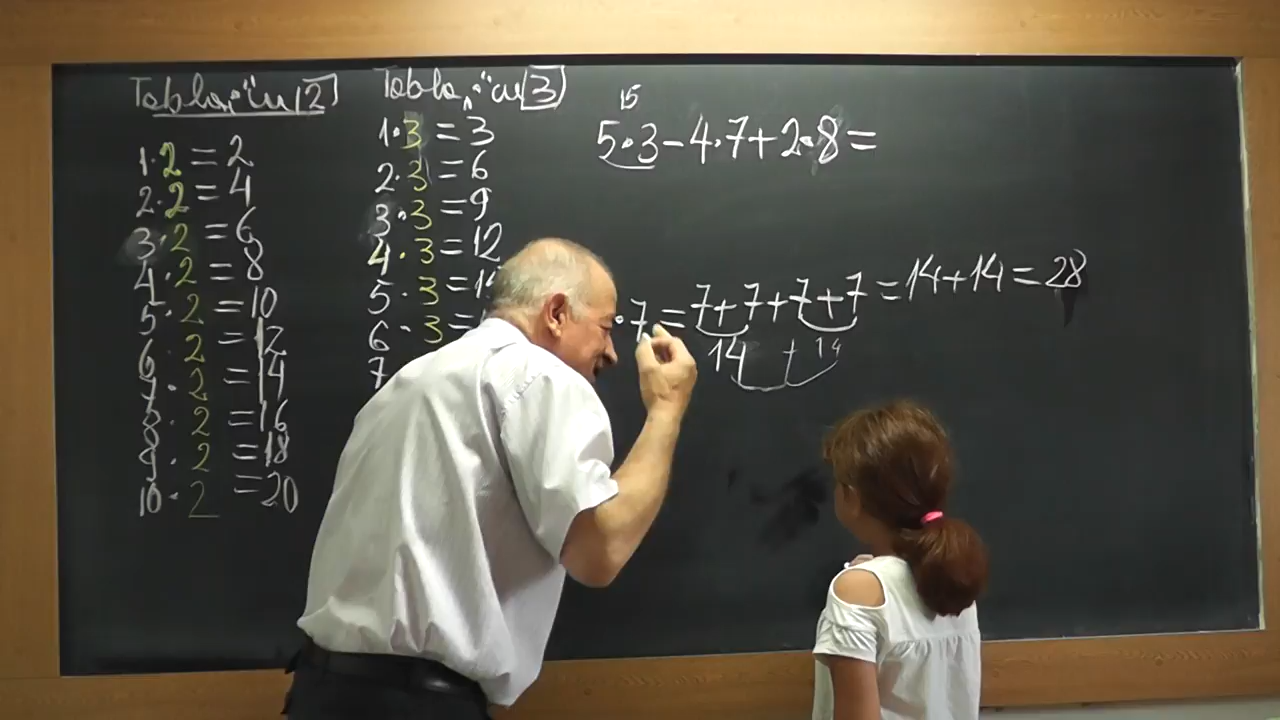 Tabla "cu 2
1·2 = 2
2·2 = 4
3·2 = 6
4·2 = 8
5·2 = 10
6·2 = 12
7·2 = 14
8·2 = 16
9·2 = 18
10·2 = 20
Tabla "cu 3
1·3 = 3
2·3 = 6
3·3 = 9
4·3 = 12
5·3 = 1
6·3 =
7
15
5·3-4·7+2·8=
·7=7+7+7+7=14+14=28
14 + 14